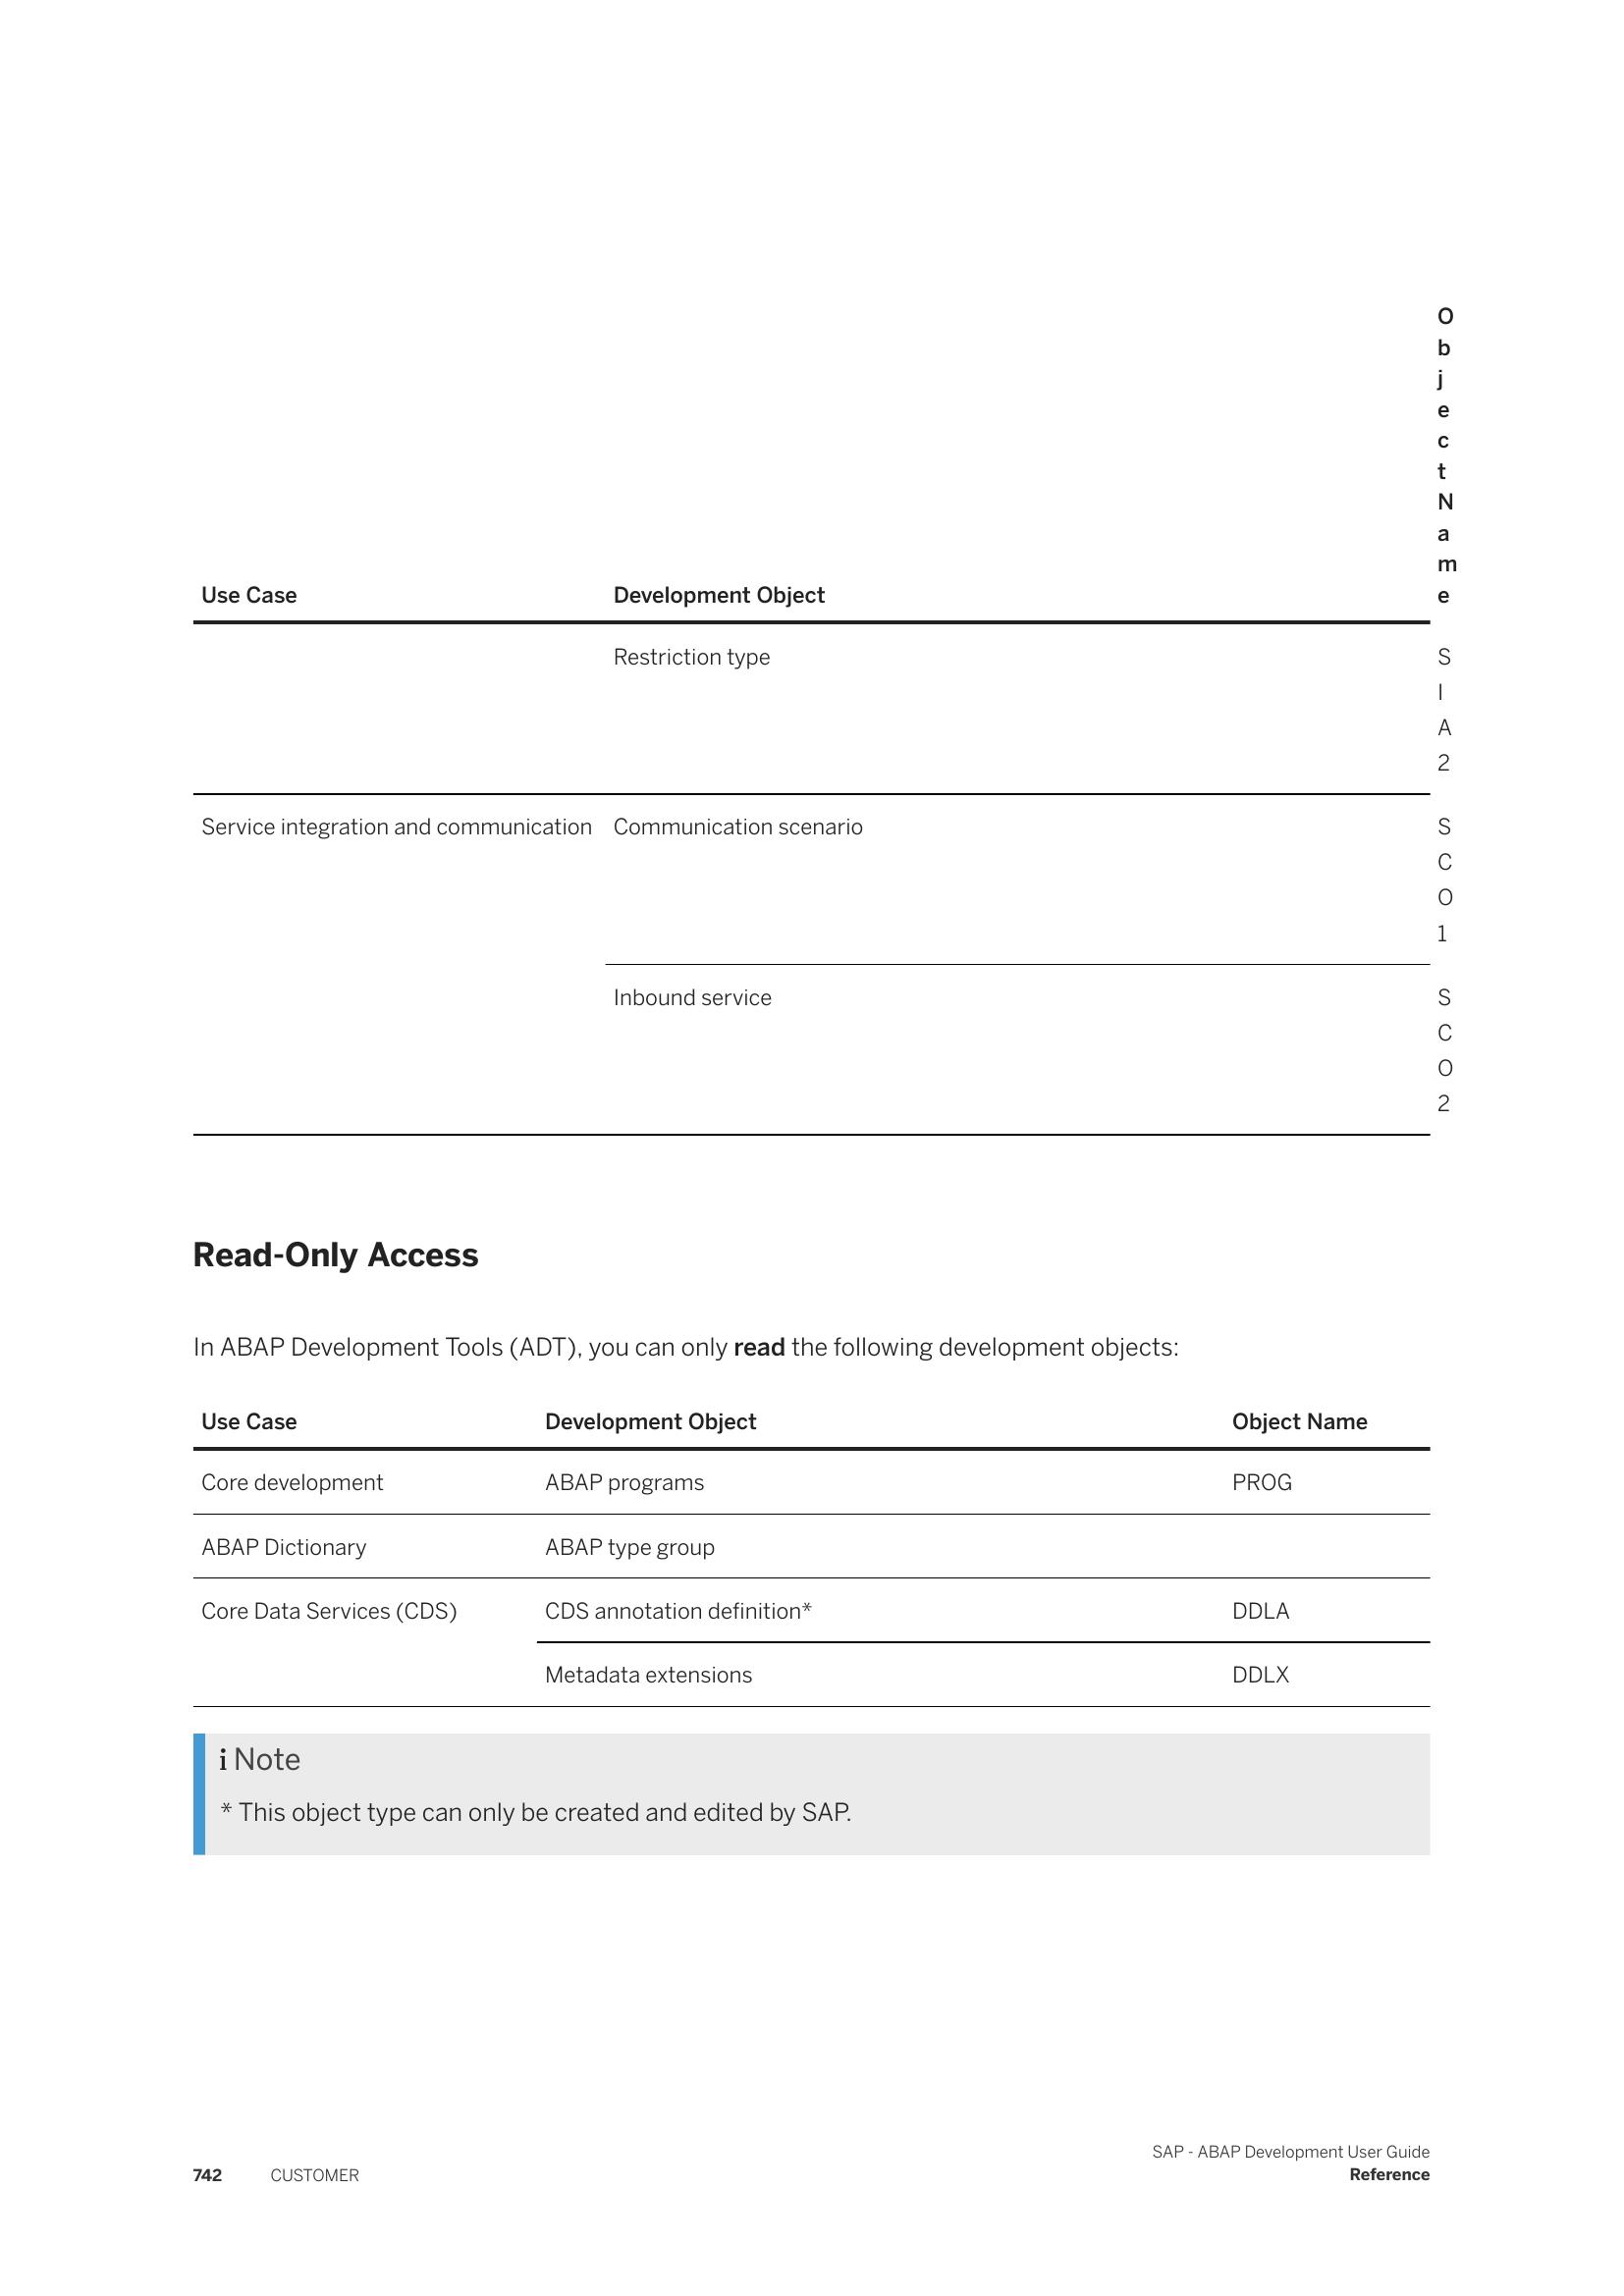 Use Case Development Object Object Name
Restriction type SIA2
Service integration and communication Communication scenario SCO1
Inbound service SCO2
Read-Only Access
In ABAP Development Tools (ADT), you can only read the following development objects:
Use Case Development Object Object Name
Core development ABAP programs PROG
ABAP Dictionary ABAP type group
Core Data Services (CDS) CDS annotation definition* DDLA
Metadata extensions DDLX
i Note
* This object type can only be created and edited by SAP.
SAP - ABAP Development User Guide
742 CUSTOMER Reference